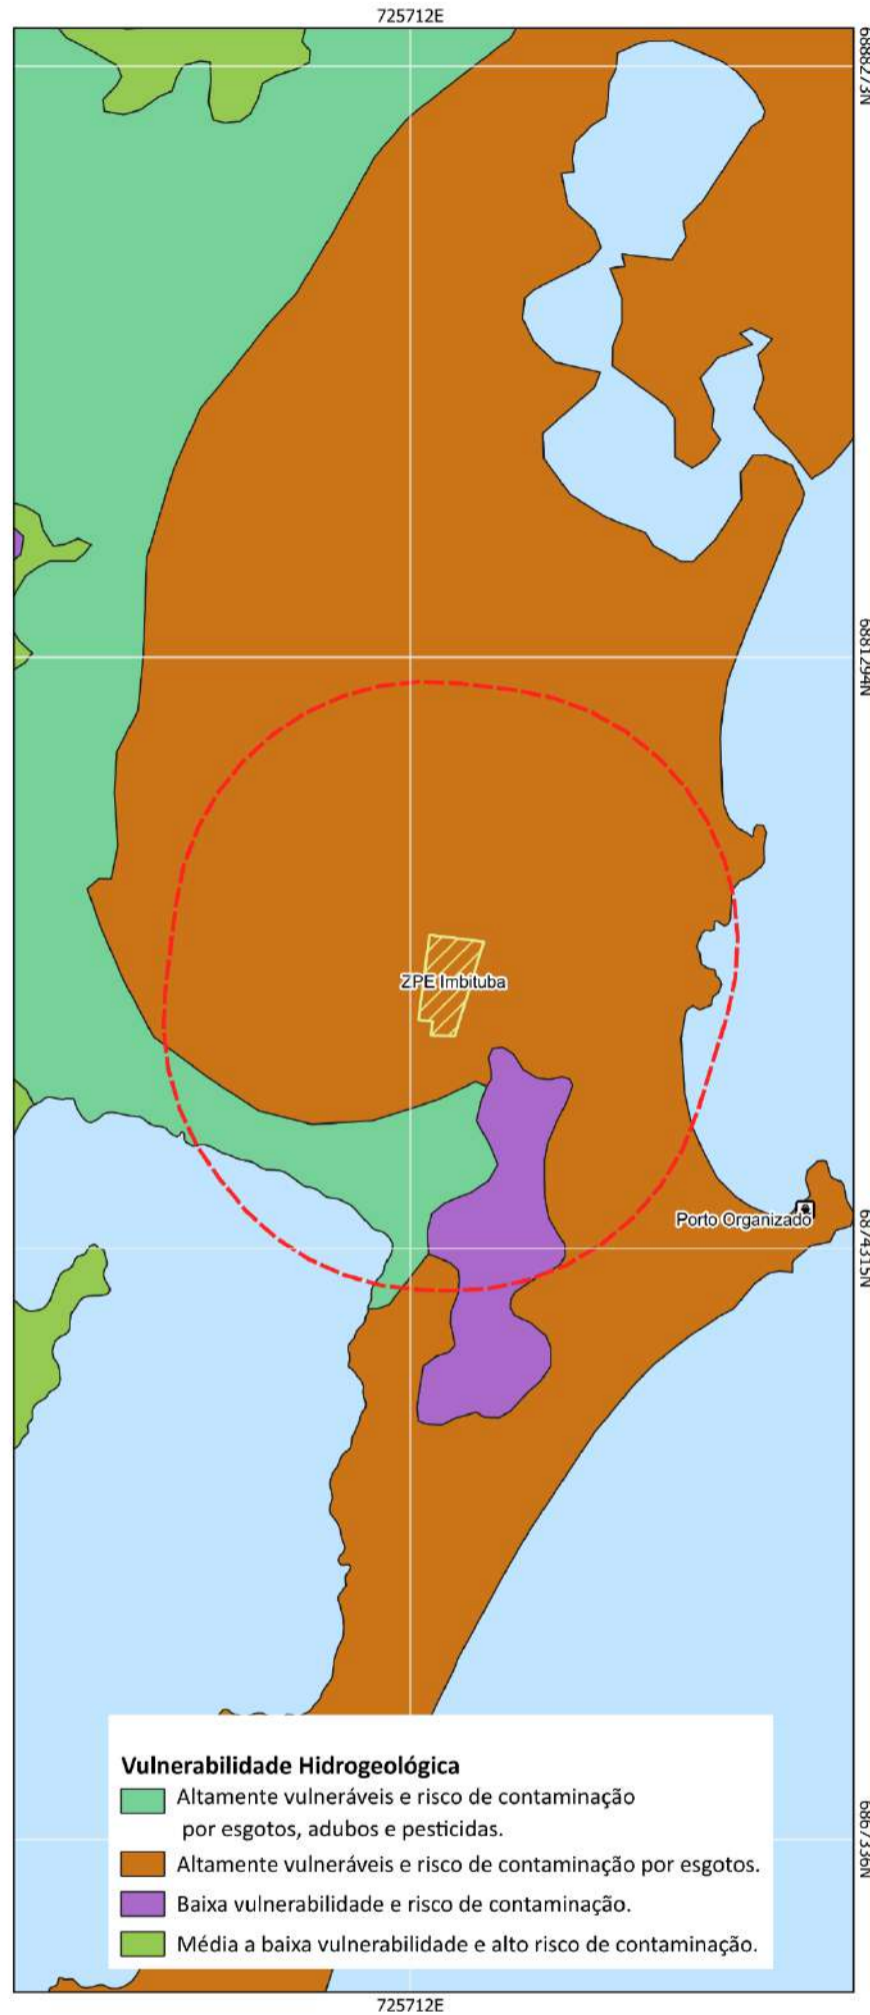 725712E
6888273N
6881294N
ZPE Imbituba
Porto Organizado
6874315N
Vulnerabilidade Hidrogeológica
Altamente vulneráveis e risco de contaminação
por esgotos, adubos e pesticidas.
Altamente vulneráveis e risco de contaminação por esgotos.
Baixa vulnerabilidade e risco de contaminação.
Média a baixa vulnerabilidade e alto risco de contaminação.
6867336N
725712E